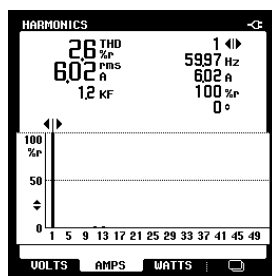 HARMONICS
2.6 THD %r
6.02 rms A
1.2 KF
1
59.97 Hz
6.02 A
100 %r
0°
100
%r
50
0
1 5 9 13 17 21 25 29 33 37 41 45 49
VOLTS AMPS WATTS